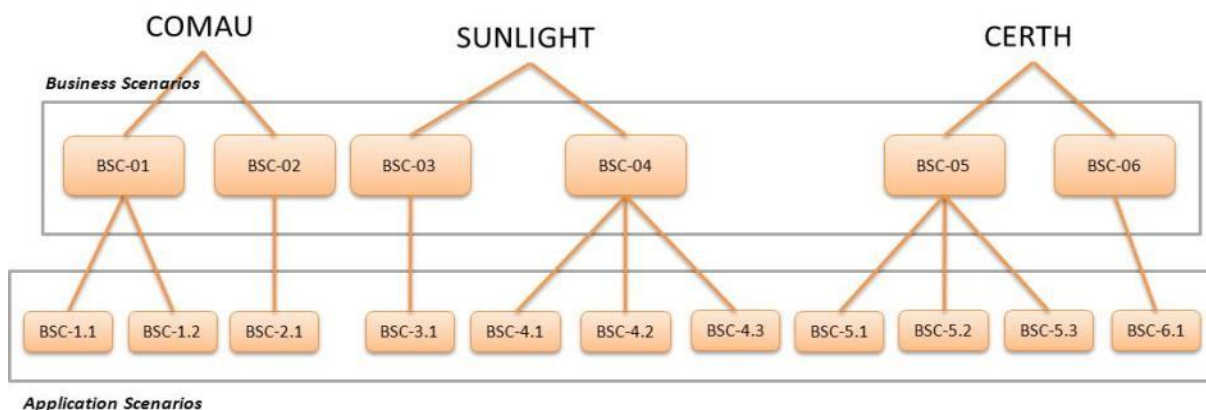 COMAU
SUNLIGHT
CERTH
Business Scenarios
BSC-01
BSC-02
BSC-03
BSC-04
BSC-05
BSC-06
BSC-1.1
BSC-1.2
BSC-2.1
BSC-3.1
BSC-4.1
BSC-4.2
BSC-4.3
BSC-5.1
BSC-5.2
BSC-5.3
BSC-6.1
Application Scenarios